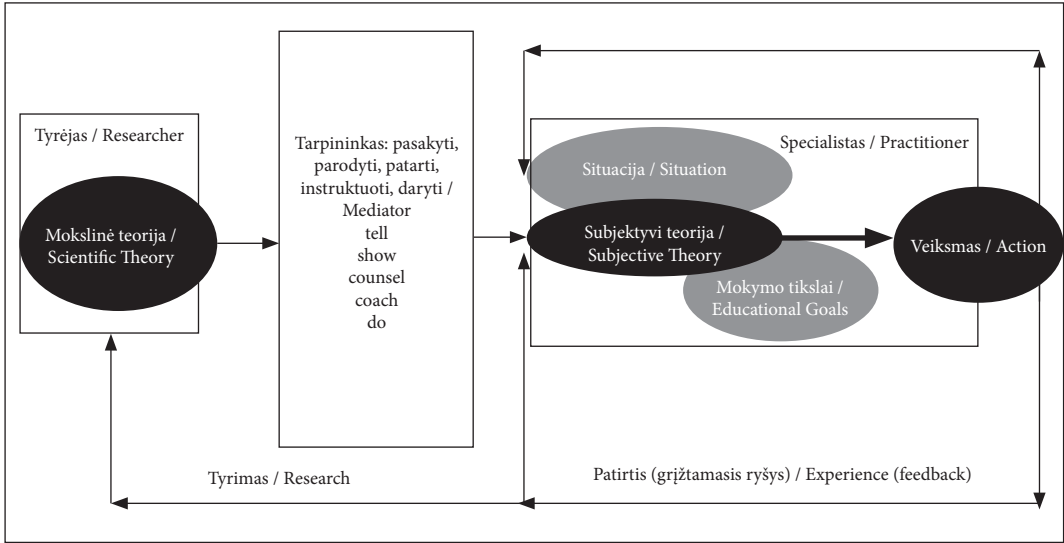 Tyrėjas / Researcher
Mokslinė teorija /
Scientific Theory
Tarpininkas: pasakyti,
parodyti, patarti,
instruktuoti, daryti /
Mediator
tell
show
counsel
coach
do
Specialistas / Practitioner
Situacija / Situation
Subjektyvi teorija /
Subjective Theory
Mokymo tikslai /
Educational Goals
Veiksmas / Action
Tyrimas / Research
Patirtis (grįžtamasis ryšys) / Experience (feedback)